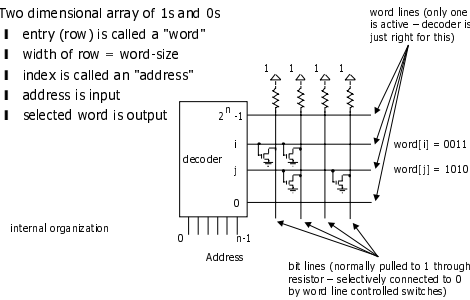 Two dimensional array of 1s and 0s
entry (row) is called a "word"
width of row = word-size
index is called an "address"
address is input
selected word is output
word lines (only one
is active – decoder is
just right for this)
1 1 1 1
2^n -1
i
word[i] = 0011
decoder
j
word[j] = 1010
0
internal organization
0 n-1
Address
bit lines (normally pulled to 1 through
resistor – selectively connected to 0
by word line controlled switches)